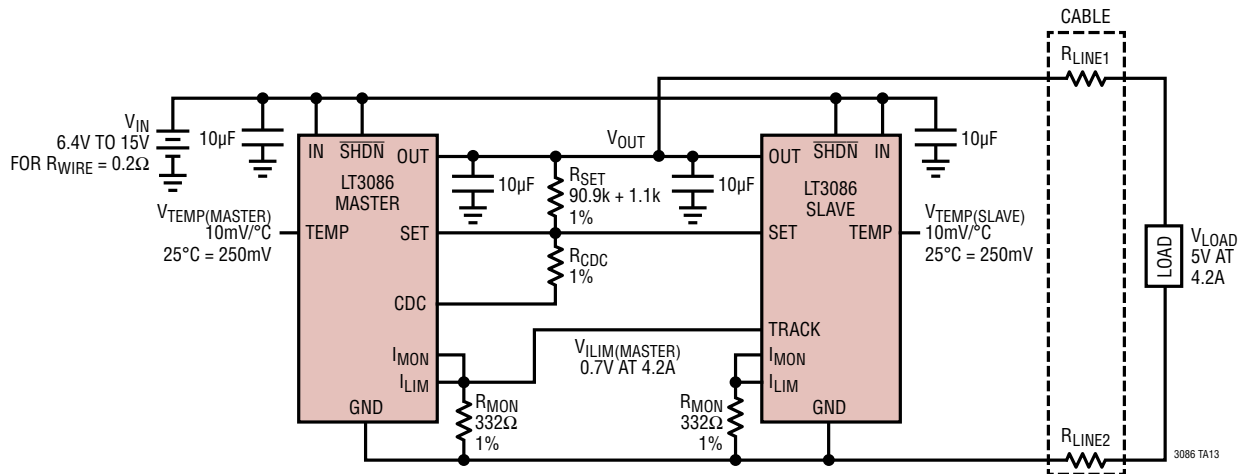 CABLE
RLINE1
VIN
6.4V TO 15V
FOR RWIRE = 0.2Ω
10µF
IN
SHDN
OUT
LT3086
MASTER
TEMP
SET
CDC
IMON
ILIM
GND
VTEMP(MASTER)
10mV/°C
25°C = 250mV
10µF
RSET
90.9k + 1.1k
1%
RCDC
1%
VOUT
10µF
VILIM(MASTER)
0.7V AT 4.2A
RMON
332Ω
1%
OUT
SHDN
IN
LT3086
SLAVE
SET
TEMP
TRACK
IMON
ILIM
GND
RMON
332Ω
1%
10µF
VTEMP(SLAVE)
10mV/°C
25°C = 250mV
LOAD
VLOAD
5V AT
4.2A
RLINE2
3086 TA13